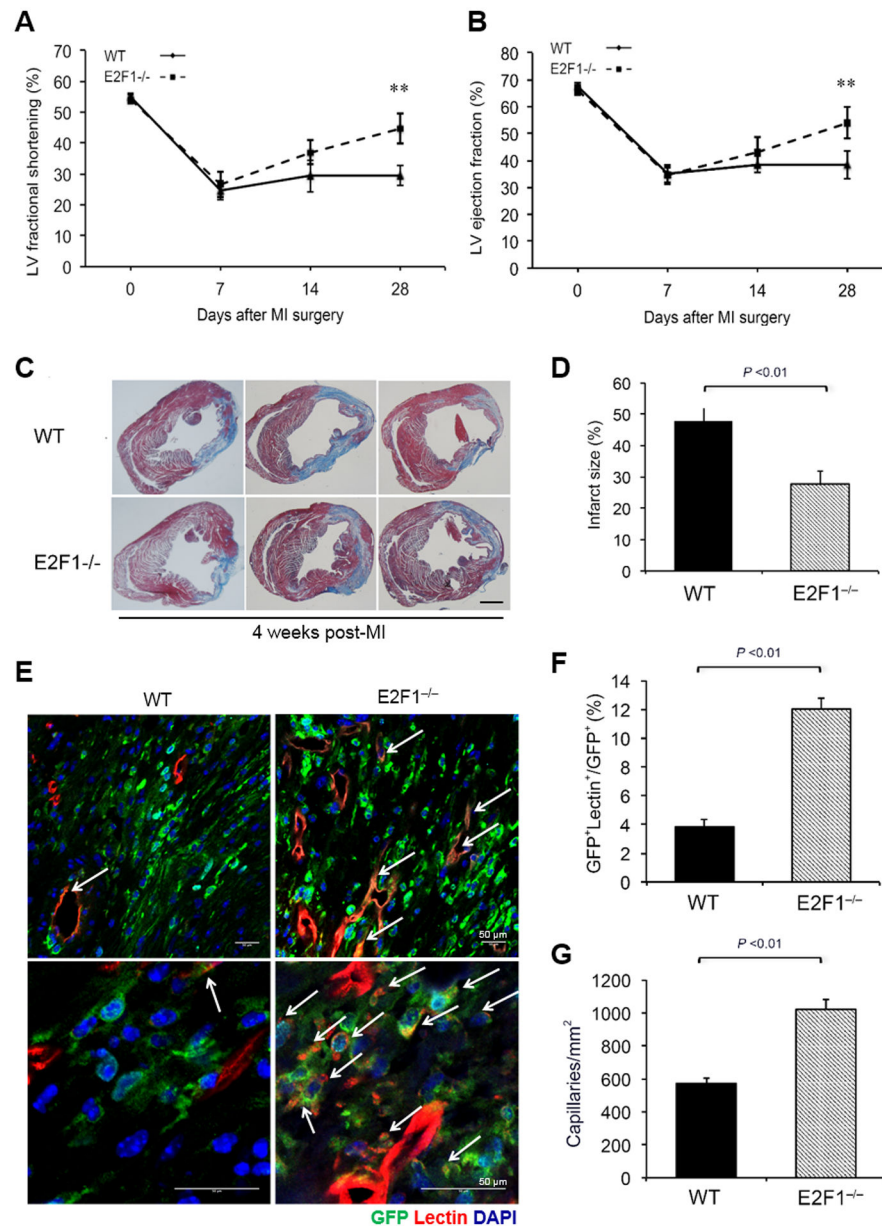 A
WT
E2F1-/-
**
70
60
50
40
30
20
10
0
LV fractional shortening (%)
0 7 14 28
Days after MI surgery
B
WT
E2F1-/-
**
80
70
60
50
40
30
20
10
0
LV ejection fraction (%)
0 7 14 28
Days after MI surgery
C
WT
E2F1-/-
4 weeks post-MI
D
P <0.01
60
50
40
30
20
10
0
Infarct size (%)
WT E2F1−/−
E
WT E2F1−/−
50 µm
50 µm
GFP Lectin DAPI
F
P <0.01
14
12
10
8
6
4
2
0
GFP+Lectin+/GFP+ (%)
WT E2F1−/−
G
P <0.01
1200
1000
800
600
400
200
0
Capillaries/mm2
WT E2F1−/−